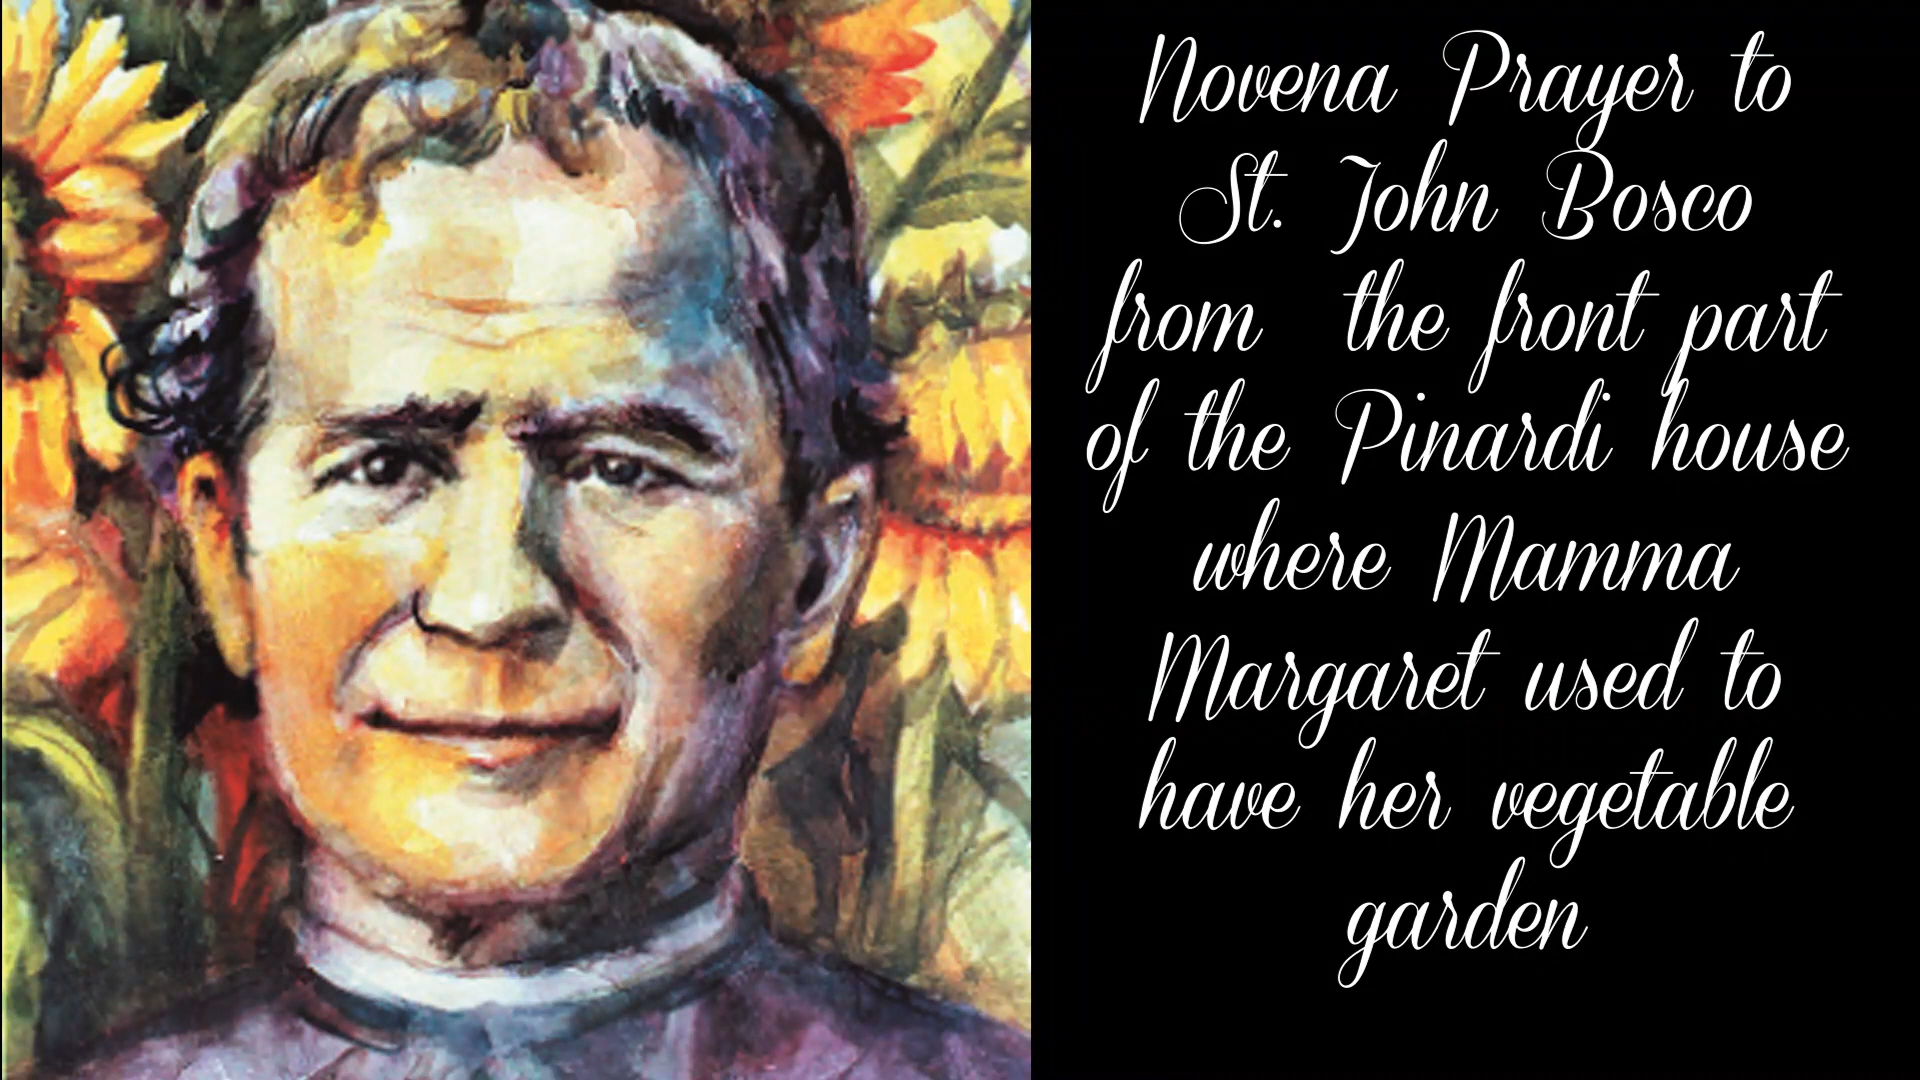 Novena Prayer to
St. John Bosco
from the front part
of the Pinardi house
where Mamma
Margaret used to
have her vegetable
garden